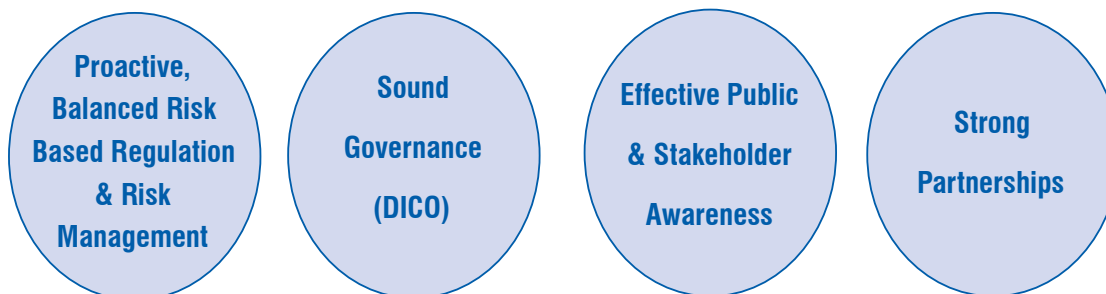 Proactive,
Balanced Risk
Based Regulation
& Risk
Management
Sound
Governance
(DICO)
Effective Public
& Stakeholder
Awareness
Strong
Partnerships